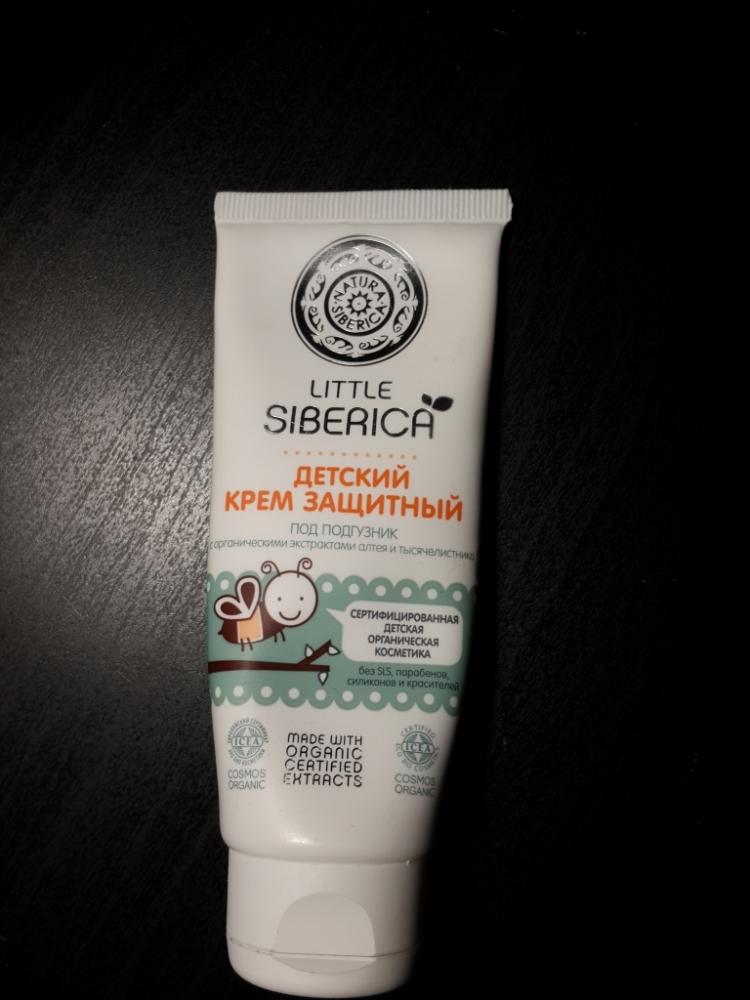 NATURA
SIBERICA
LITTLE
SIBERICA
ДЕТСКИЙ
КРЕМ ЗАЩИТНЫЙ
ПОД ПОДГУЗНИК
с органическими экстрактами алтея и тысячелистника
СЕРТИФИЦИРОВАННАЯ
ДЕТСКАЯ
ОРГАНИЧЕСКАЯ
КОСМЕТИКА
без SLS, парабенов,
силиконов и красителей
MADE WITH
ORGANIC
CERTIFIED
EXTRACTS
ICEA
COSMOS
ORGANIC
CERTIFIED
ICEA
COSMOS
ORGANIC